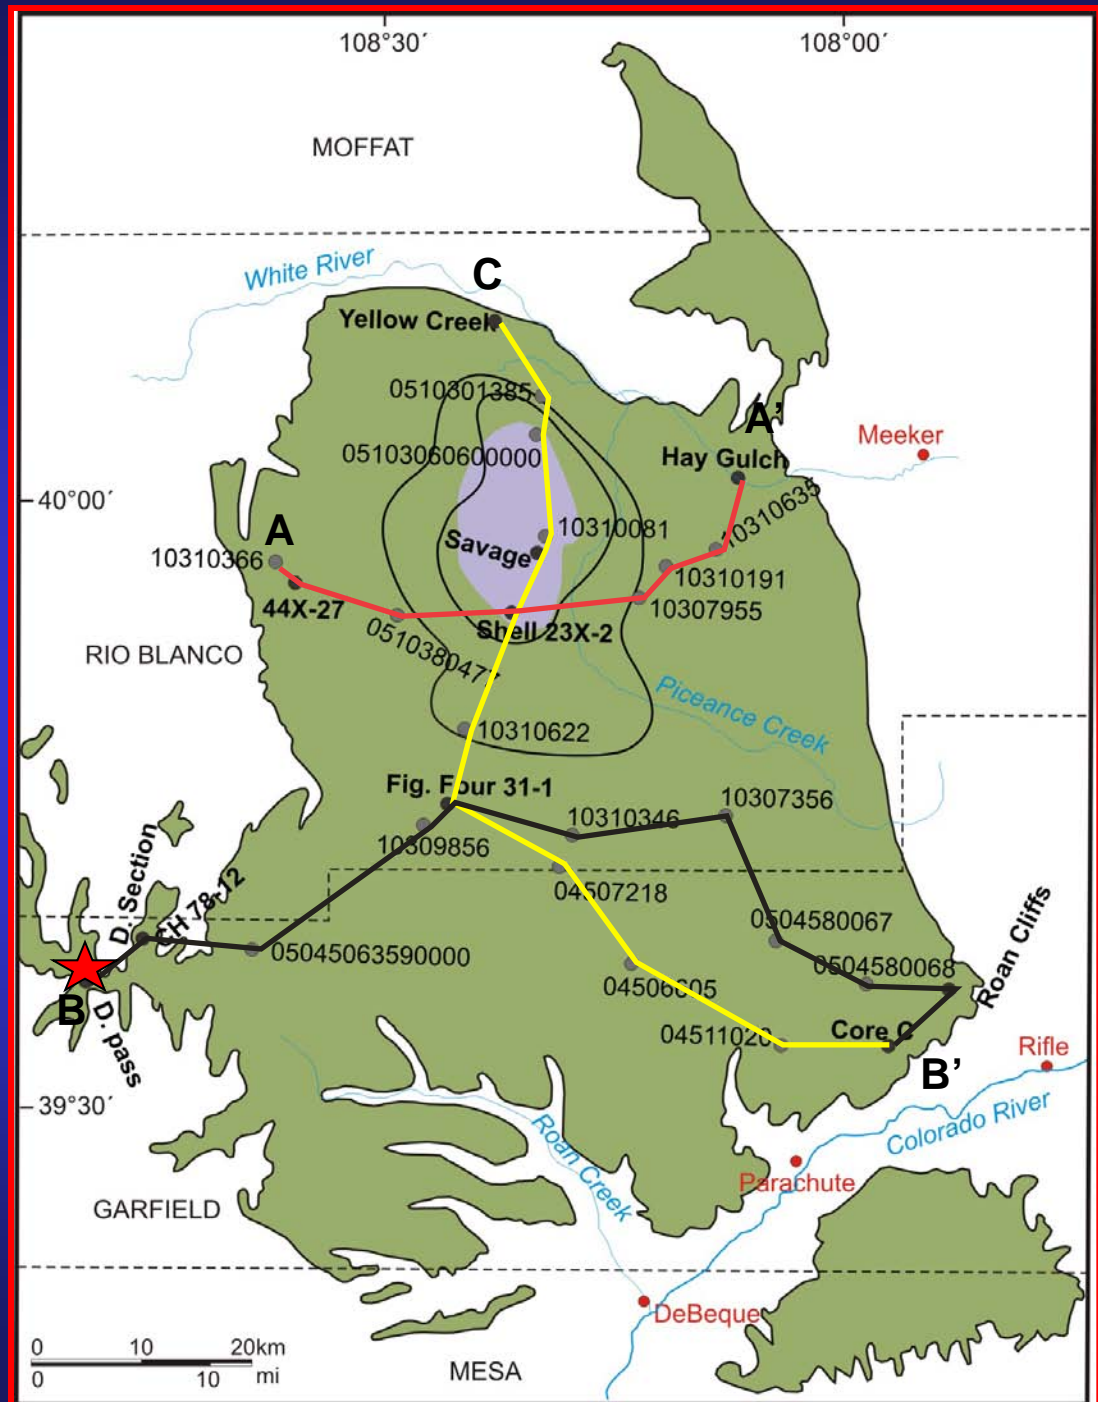 108°30´
108°00´
MOFFAT
White River
C
Yellow Creek
0510301385
A’
Meeker
05103060600000
Hay Gulch
40°00´
10310635
A
10310081
Savage
10310366
10310191
44X-27
10307955
Shell 23X-2
0510380477
RIO BLANCO
Piceance Creek
10310622
Fig. Four 31-1
10307356
10310346
10309856
D. Section
CH 78-12
04507218
0504580067
05045063590000
0504580068
Roan Cliffs
04506605
B
D. pass
04511020
Core C
B’
Rifle
39°30´
Colorado River
Roan Creek
Parachute
GARFIELD
DeBeque
0 10 20km
0 10 mi
MESA